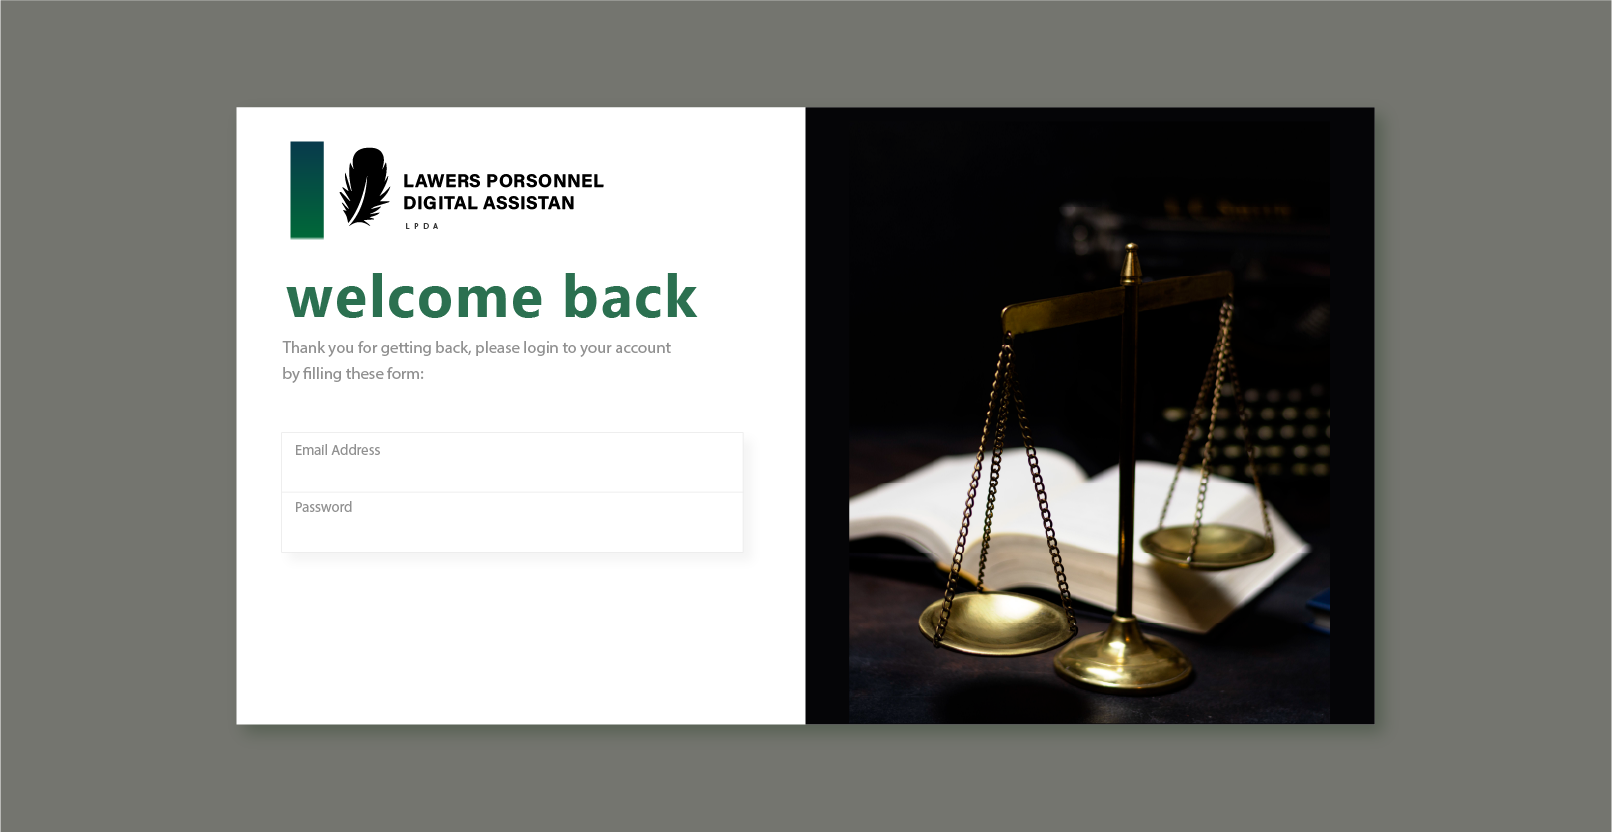 LAWERS PORSONNEL
DIGITAL ASSISTAN
LPDA
welcome back
Thank you for getting back, please login to your account
by filling these form:
Email Address
Password